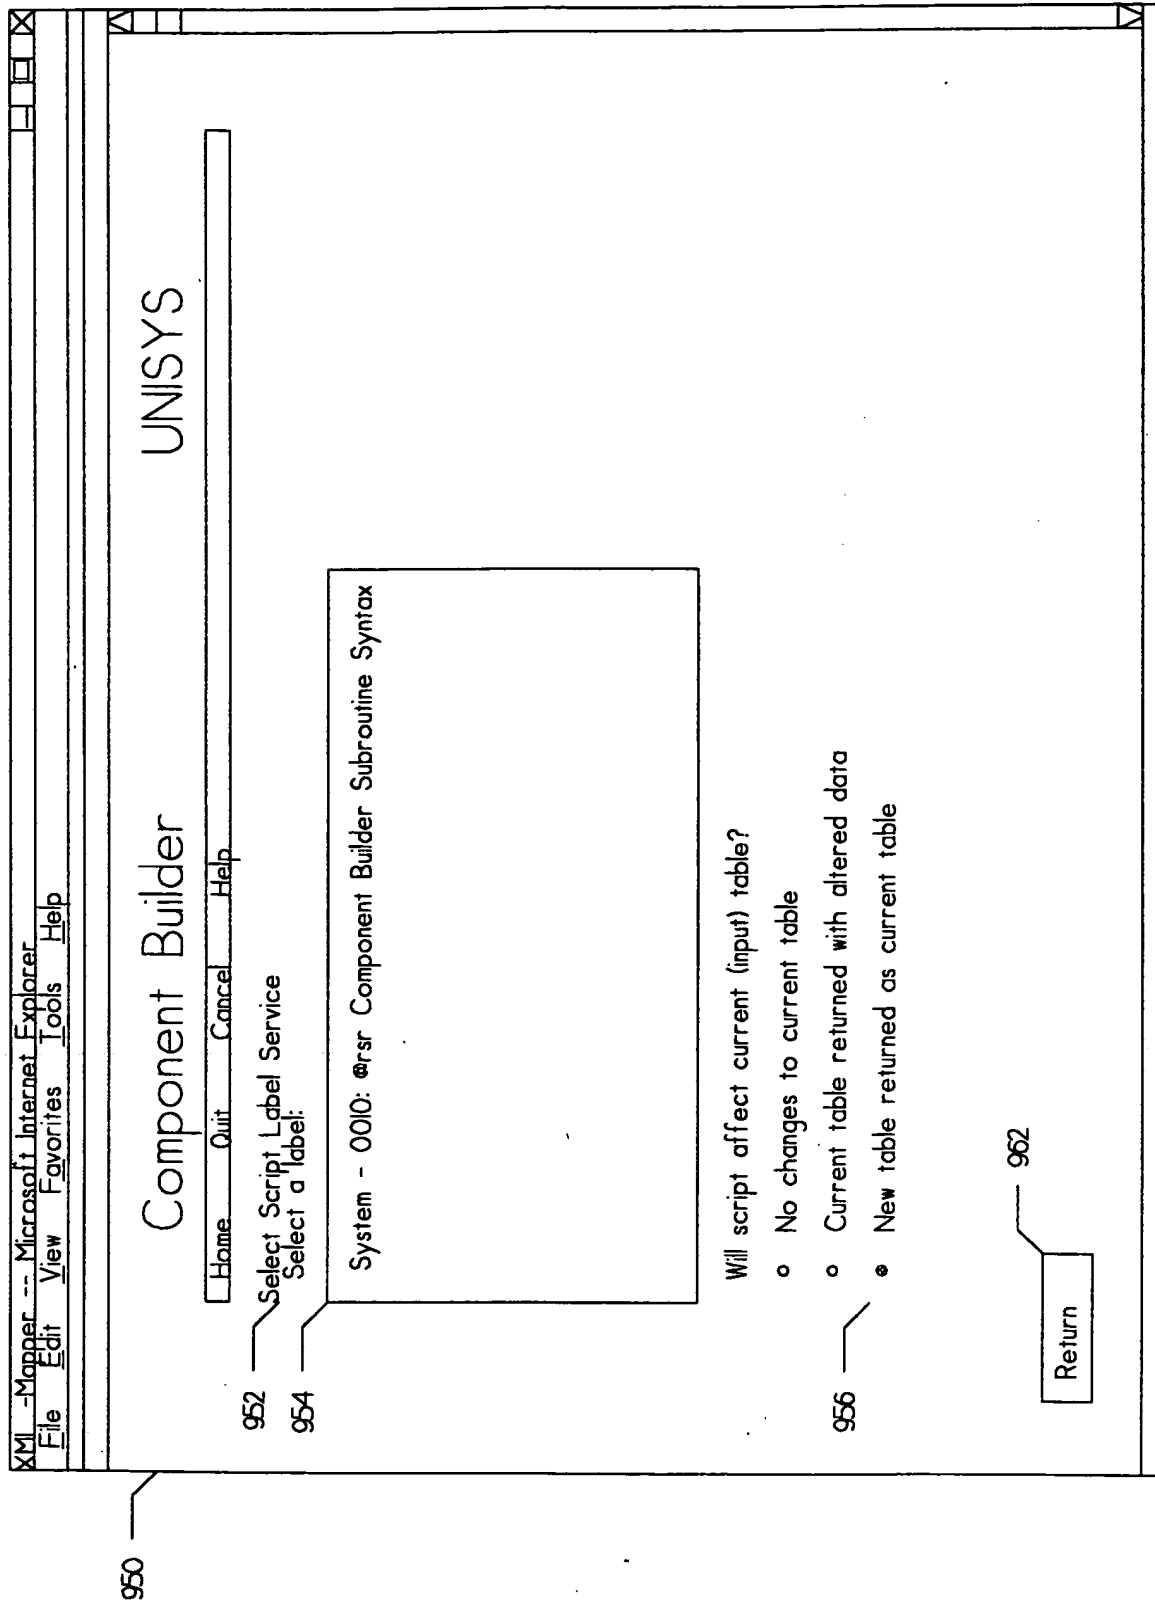 XML -Mapper -- Microsoft Internet Explorer
File Edit View Favorites Tools Help
950
Component Builder UNISYS
Home Quit Cancel Help
952
Select Script Label Service
954
Select a label:
System - 0010: @rsr Component Builder Subroutine Syntax
Will script affect current (input) table?
No changes to current table
Current table returned with altered data
956
New table returned as current table
962
Return